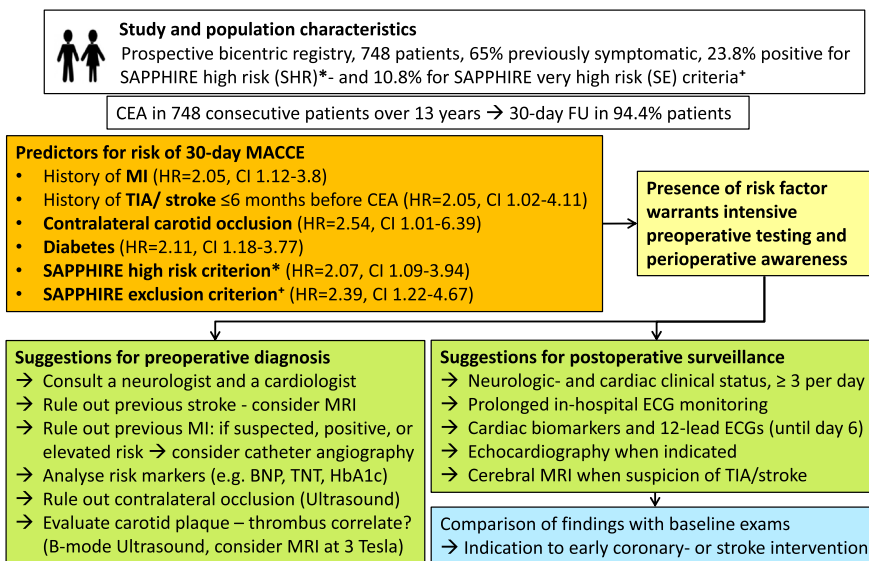 Study and population characteristics
Prospective bicentric registry, 748 patients, 65% previously symptomatic, 23.8% positive for
SAPPHIRE high risk (SHR)*- and 10.8% for SAPPHIRE very high risk (SE) criteria⁺
CEA in 748 consecutive patients over 13 years → 30-day FU in 94.4% patients
Predictors for risk of 30-day MACCE
• History of MI (HR=2.05, CI 1.12-3.8)
• History of TIA/ stroke ≤6 months before CEA (HR=2.05, CI 1.02-4.11)
• Contralateral carotid occlusion (HR=2.54, CI 1.01-6.39)
• Diabetes (HR=2.11, CI 1.18-3.77)
• SAPPHIRE high risk criterion* (HR=2.07, CI 1.09-3.94)
• SAPPHIRE exclusion criterion⁺ (HR=2.39, CI 1.22-4.67)
Presence of risk factor
warrants intensive
preoperative testing and
perioperative awareness
Suggestions for preoperative diagnosis
→ Consult a neurologist and a cardiologist
→ Rule out previous stroke - consider MRI
→ Rule out previous MI: if suspected, positive, or
elevated risk → consider catheter angiography
→ Analyse risk markers (e.g. BNP, TNT, HbA1c)
→ Rule out contralateral occlusion (Ultrasound)
→ Evaluate carotid plaque – thrombus correlate?
(B-mode Ultrasound, consider MRI at 3 Tesla)
Suggestions for postoperative surveillance
→ Neurologic- and cardiac clinical status, ≥ 3 per day
→ Prolonged in-hospital ECG monitoring
→ Cardiac biomarkers and 12-lead ECGs (until day 6)
→ Echocardiography when indicated
→ Cerebral MRI when suspicion of TIA/stroke
Comparison of findings with baseline exams
→ Indication to early coronary- or stroke intervention